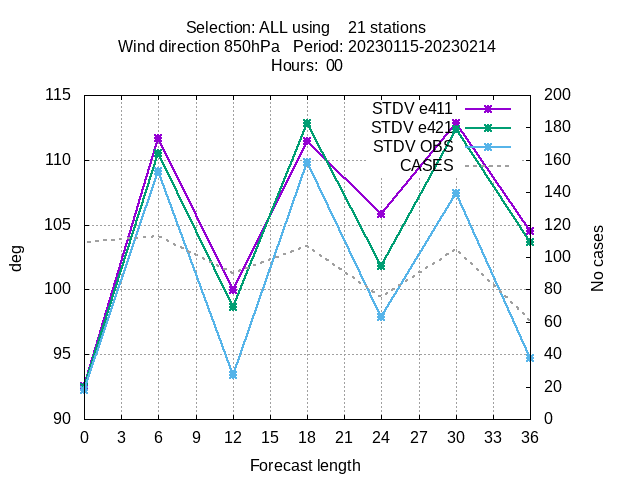 Selection: ALL using    21 stations
Wind direction 850hPa   Period: 20230115-20230214
Hours:  00
115
110
105
100
95
90
200
180
160
140
120
100
80
60
40
20
0
STDV e411
STDV e421
STDV OBS
CASES
deg
No cases
0 3 6 9 12 15 18 21 24 27 30 33 36
Forecast length